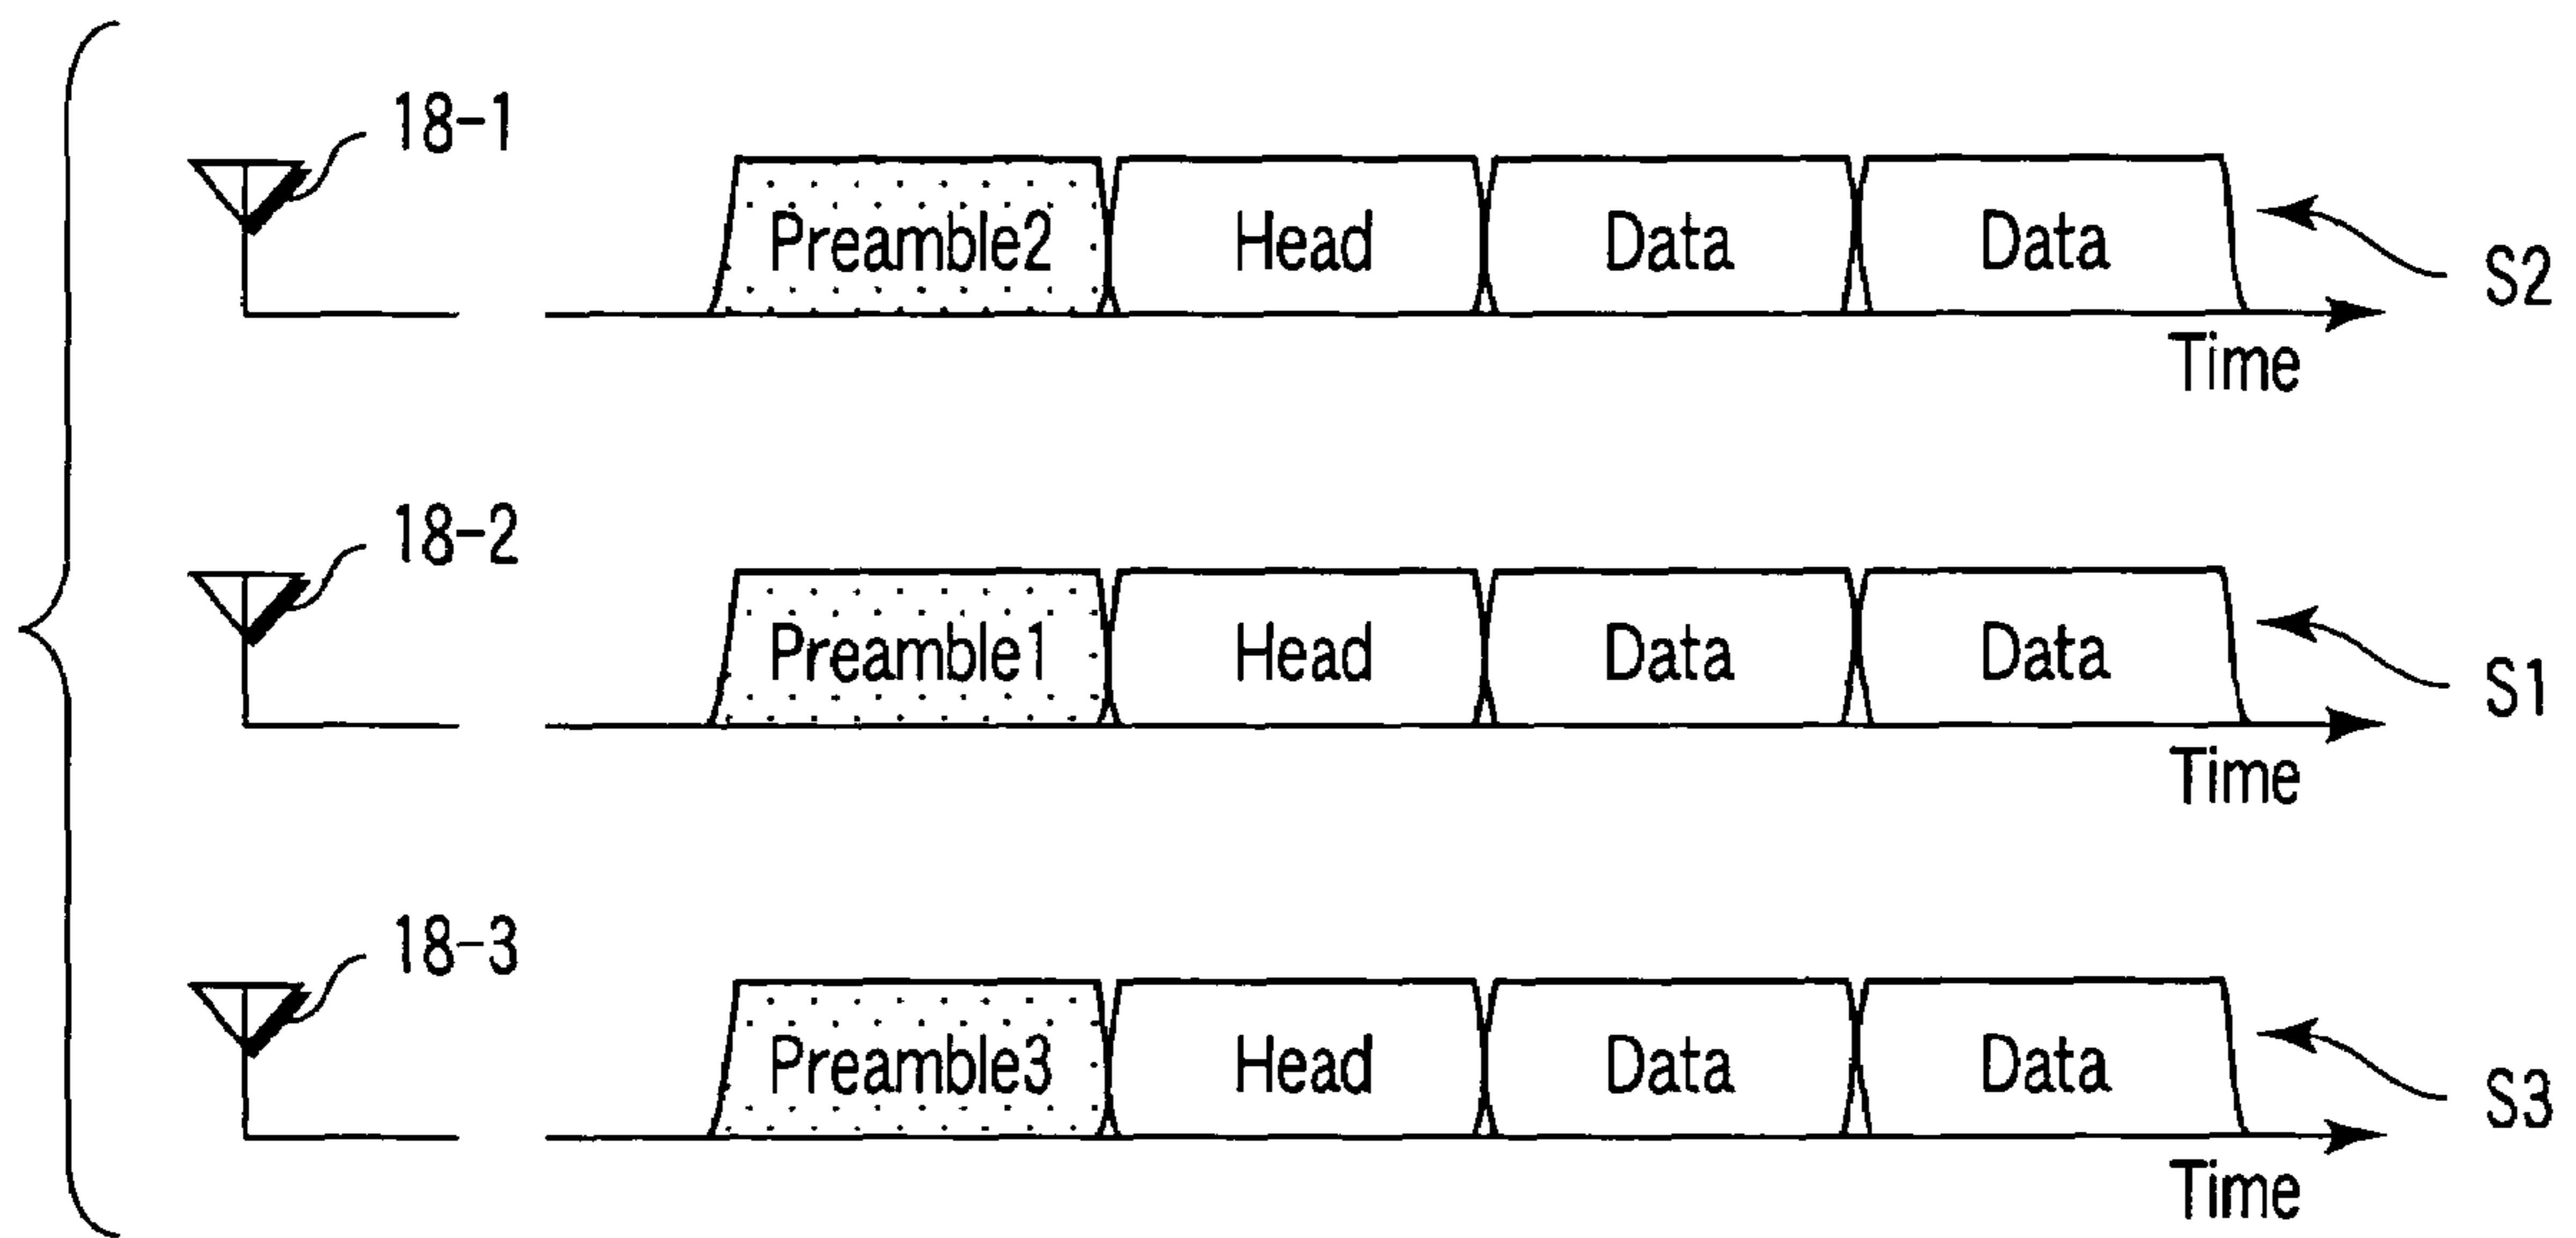 18-1
Preamble2 Head Data Data
S2
Time
18-2
Preamble1 Head Data Data
S1
Time
18-3
Preamble3 Head Data Data
S3
Time